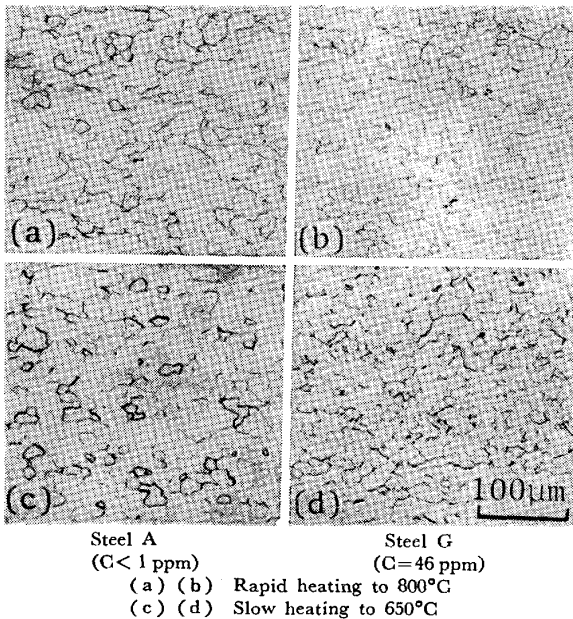 (a)
(b)
(c)
(d)
100μm
Steel A
Steel G
(C< 1 ppm)
(C=46 ppm)
(a) (b) Rapid heating to 800°C
(c) (d) Slow heating to 650°C